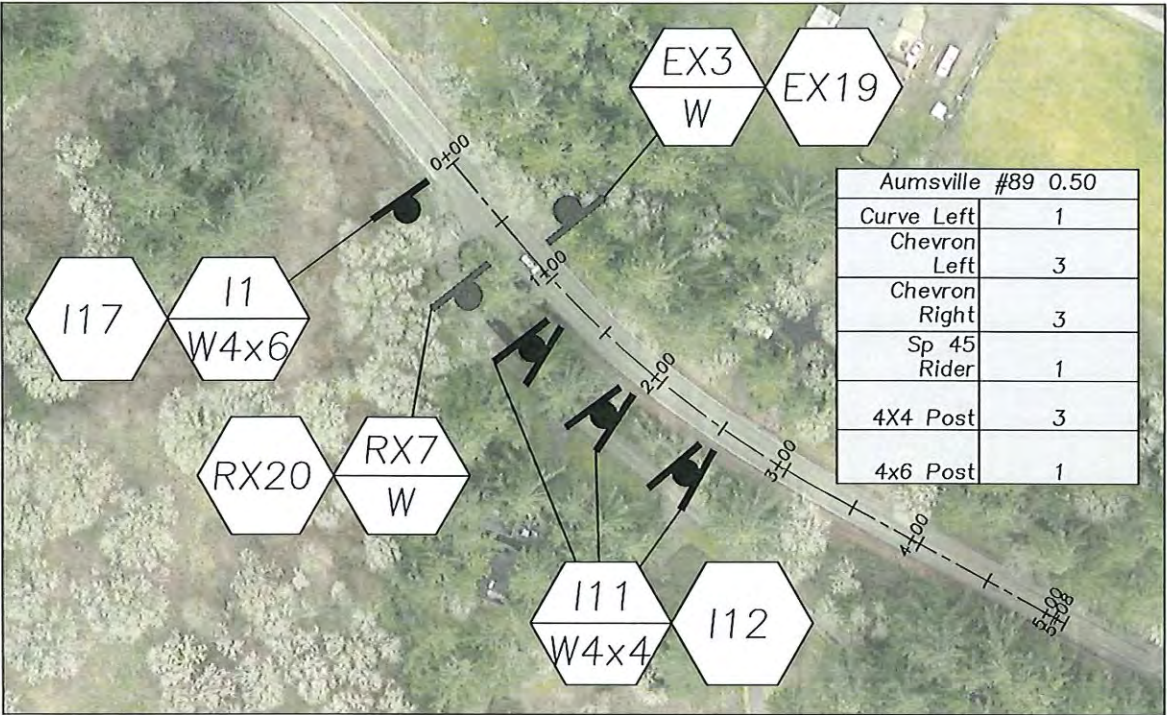 EX3
W
EX19
0+00
Aumsville #89 0.50
Curve Left 1
Chevron
Left 3
Chevron
Right 3
Sp 45
Rider 1
4X4 Post 3
4x6 Post 1
I17
I1
W4x6
1+00
2+00
3+00
4+00
5+00
5+08
RX20
RX7
W
I11
W4x4
I12